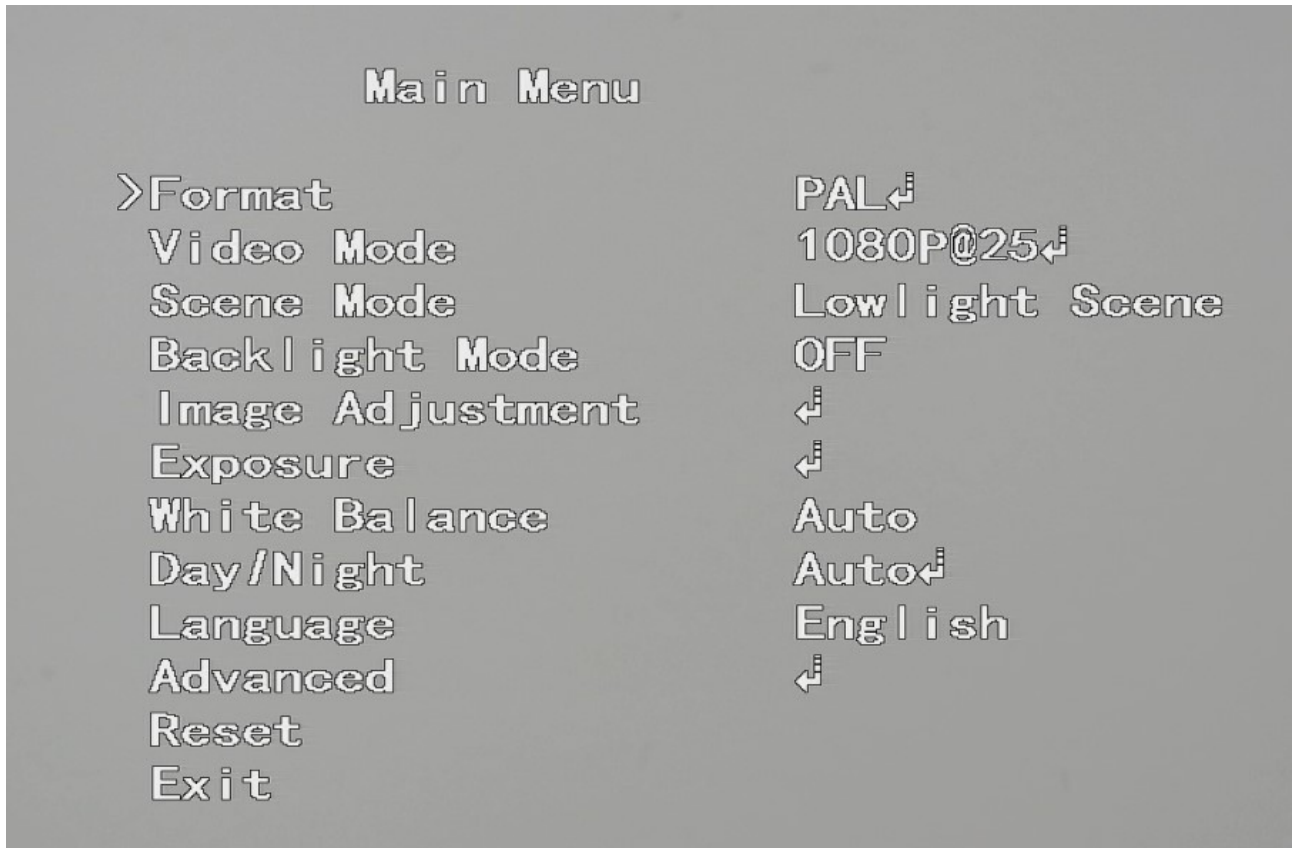 Main Menu
>Format PAL↲
Video Mode 1080P@25↲
Scene Mode Lowlight Scene
Backlight Mode OFF
Image Adjustment ↲
Exposure ↲
White Balance Auto
Day/Night Auto↲
Language English
Advanced ↲
Reset
Exit